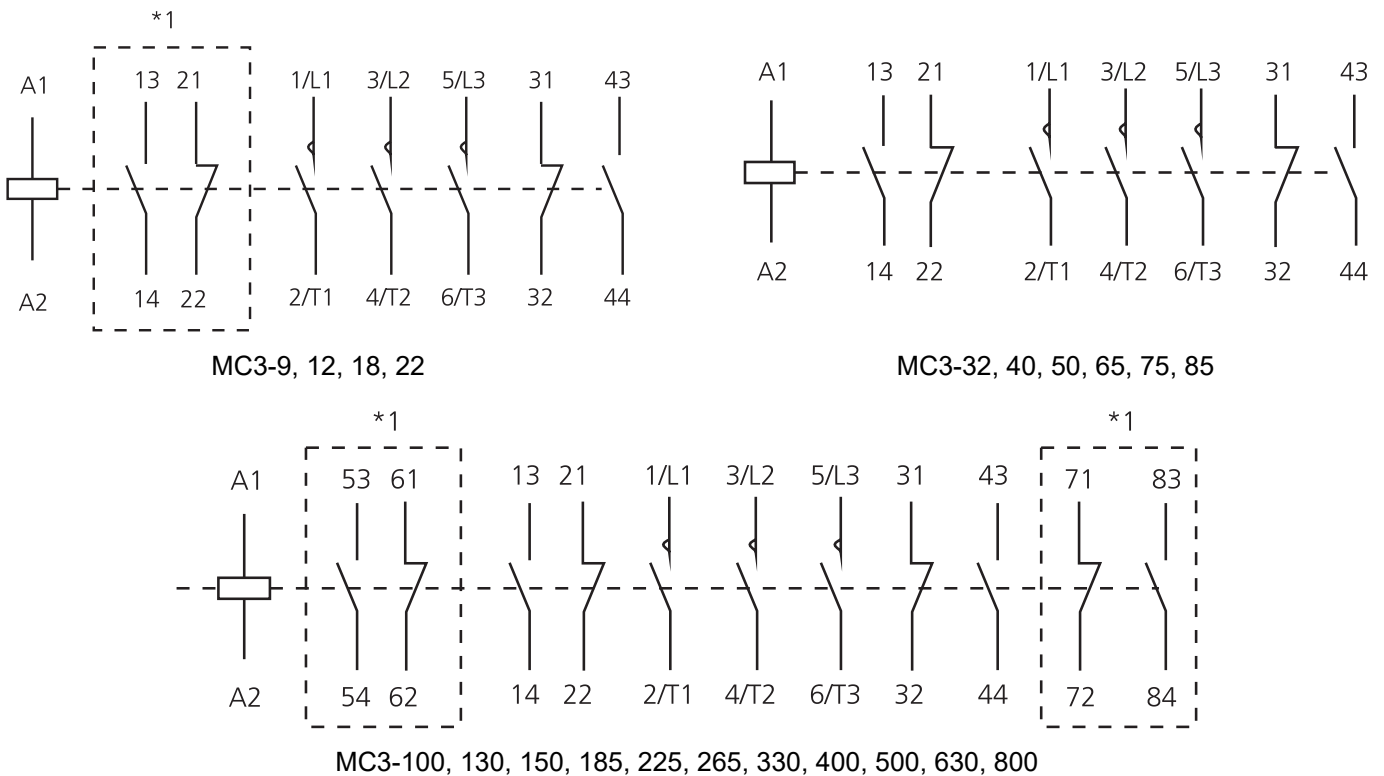 *1
A1 13 21 1/L1 3/L2 5/L3 31 43
A2 14 22 2/T1 4/T2 6/T3 32 44
MC3-9, 12, 18, 22
A1 13 21 1/L1 3/L2 5/L3 31 43
A2 14 22 2/T1 4/T2 6/T3 32 44
MC3-32, 40, 50, 65, 75, 85
*1 *1
A1 53 61 13 21 1/L1 3/L2 5/L3 31 43 71 83
A2 54 62 14 22 2/T1 4/T2 6/T3 32 44 72 84
MC3-100, 130, 150, 185, 225, 265, 330, 400, 500, 630, 800